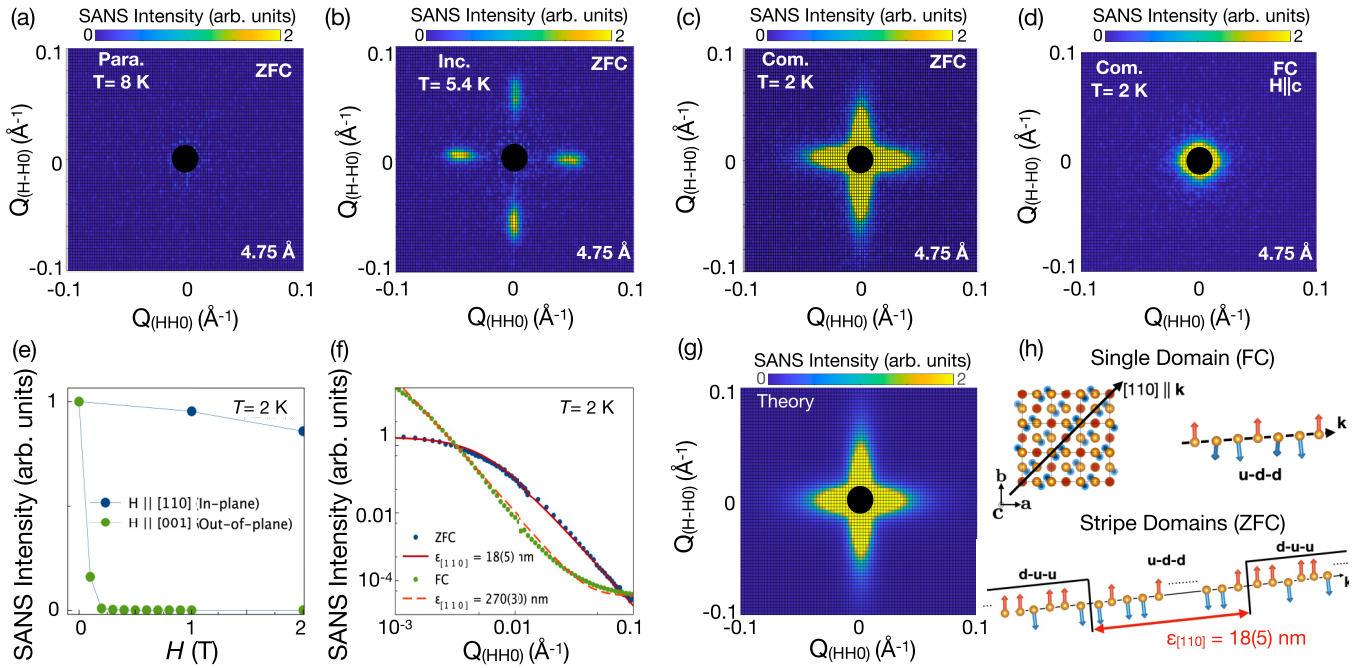 (a)
SANS Intensity (arb. units)
0 2
Para.
T= 8 K
ZFC
4.75 Å
0.1
0
-0.1
Q(H-H0) (Å-1)
-0.1 0 0.1
Q(HH0) (Å-1)
(b)
SANS Intensity (arb. units)
0 2
Inc.
T= 5.4 K
ZFC
4.75 Å
0.1
0
-0.1
Q(H-H0) (Å-1)
-0.1 0 0.1
Q(HH0) (Å-1)
(c)
SANS Intensity (arb. units)
0 2
Com.
T= 2 K
ZFC
4.75 Å
0.1
0
-0.1
Q(H-H0) (Å-1)
-0.1 0 0.1
Q(HH0) (Å-1)
(d)
SANS Intensity (arb. units)
0 2
Com.
T= 2 K
FC
H||c
4.75 Å
0.1
0
-0.1
Q(H-H0) (Å-1)
-0.1 0 0.1
Q(HH0) (Å-1)
(e)
SANS Intensity (arb. units)
1
0
T= 2 K
H || [110] (In-plane)
H || [001] (Out-of-plane)
0 1 2
H (T)
(f)
SANS Intensity (arb. units)
1
0.01
10-4
T= 2 K
ZFC
ε[110] = 18(5) nm
FC
ε[110] = 270(30) nm
10-3 0.01 0.1
Q(HH0) (Å-1)
(g)
SANS Intensity (arb. units)
0 2
Theory
0.1
0
-0.1
Q(H-H0) (Å-1)
-0.1 0 0.1
Q(HH0) (Å-1)
(h)
Single Domain (FC)
[110] || k
k
u-d-d
b
c a
Stripe Domains (ZFC)
d-u-u
u-d-d
d-u-u
k
ε[110] = 18(5) nm